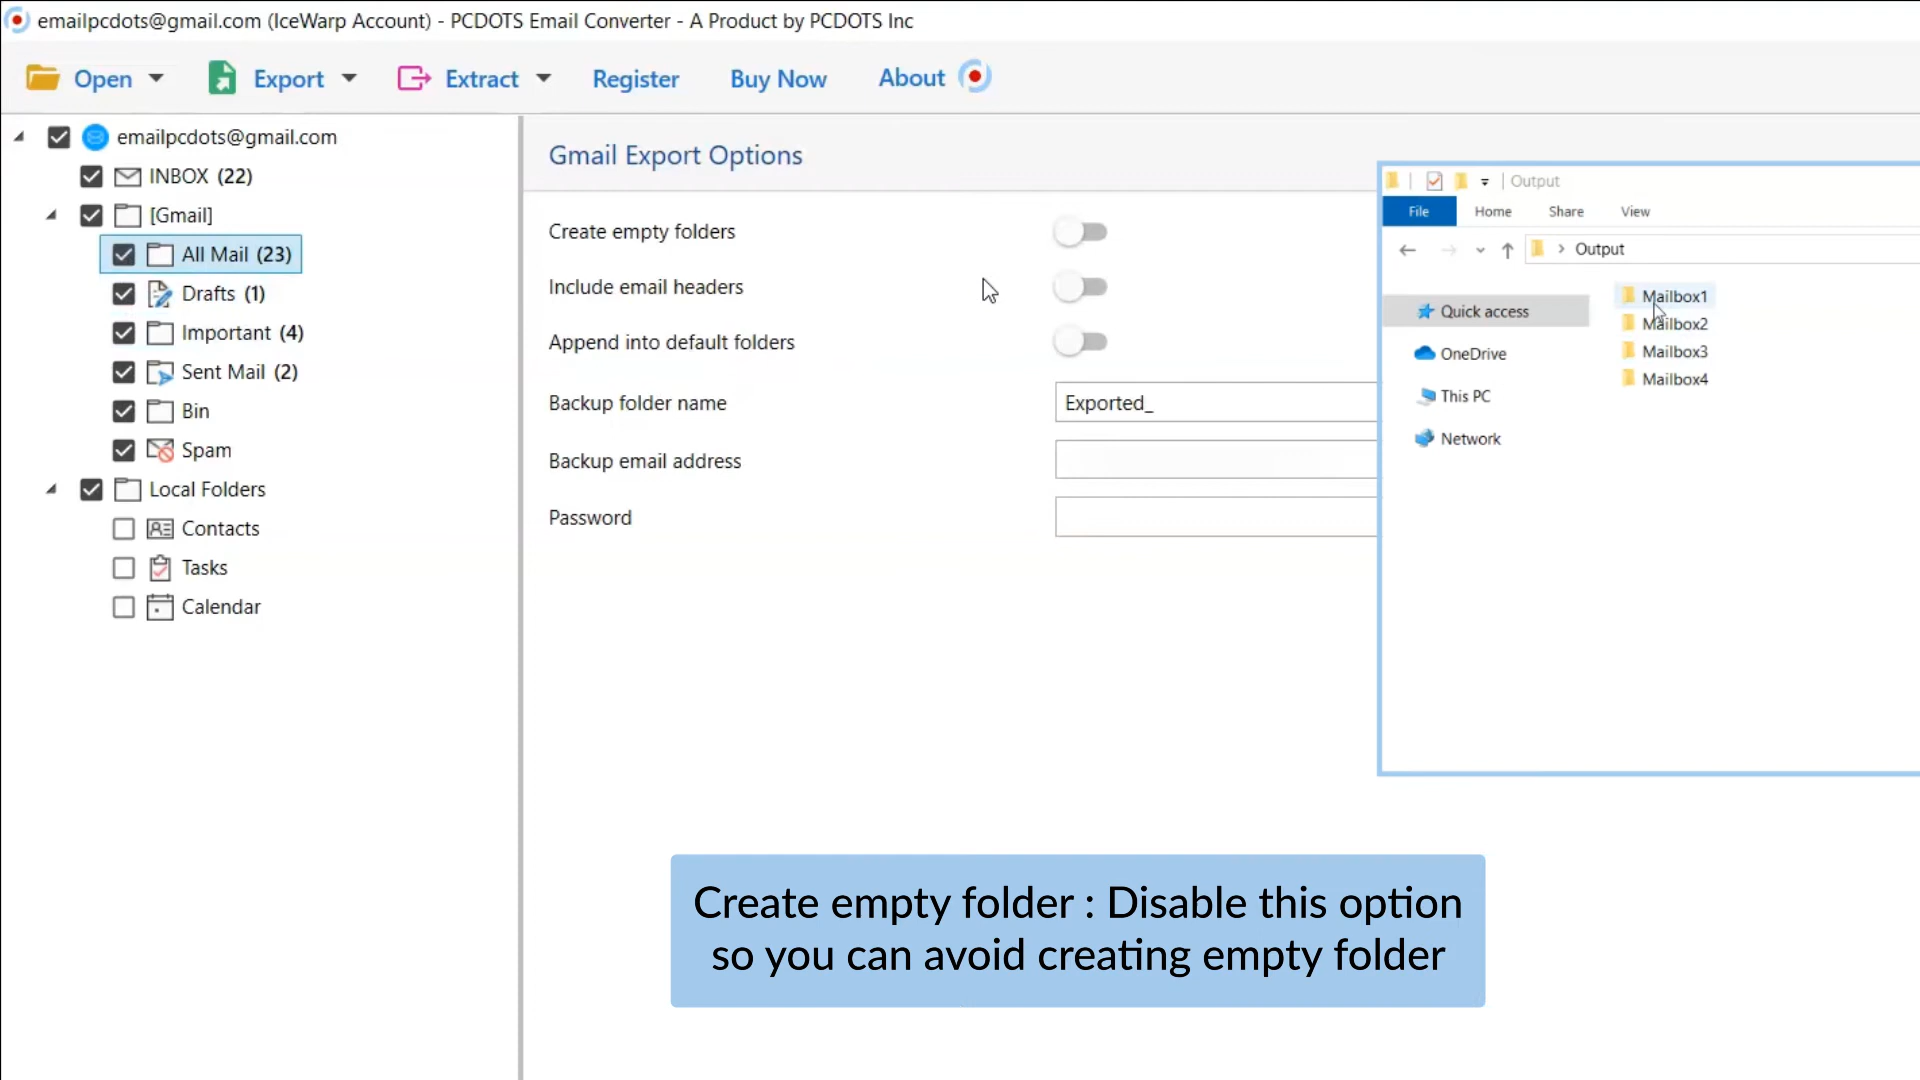 emailpcdots@gmail.com (IceWarp Account) - PCDOTS Email Converter - A Product by PCDOTS Inc
Open Export Extract Register Buy Now About
emailpcdots@gmail.com
INBOX (22)
[Gmail]
All Mail (23)
Drafts (1)
Important (4)
Sent Mail (2)
Bin
Spam
Local Folders
Contacts
Tasks
Calendar
Gmail Export Options
Create empty folders
Include email headers
Append into default folders
Backup folder name Exported_
Backup email address
Password
Output
File Home Share View
Output
Quick access
OneDrive
This PC
Network
Mailbox1
Mailbox2
Mailbox3
Mailbox4
Create empty folder : Disable this option
so you can avoid creating empty folder